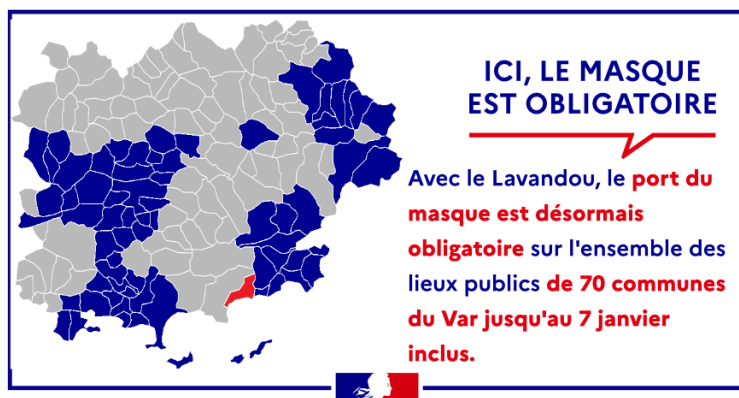 ICI, LE MASQUE
EST OBLIGATOIRE
Avec le Lavandou, le port du
masque est désormais
obligatoire sur l'ensemble des
lieux publics de 70 communes
du Var jusqu'au 7 janvier
inclus.